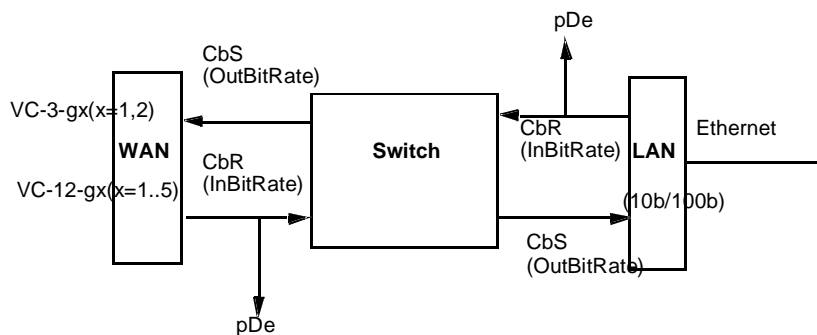 pDe
CbS
(OutBitRate)
VC-3-gx(x=1,2)
WAN
CbR
(InBitRate)
VC-12-gx(x=1..5)
pDe
Switch
CbR
(InBitRate)
CbS
(OutBitRate)
LAN
(10b/100b)
Ethernet